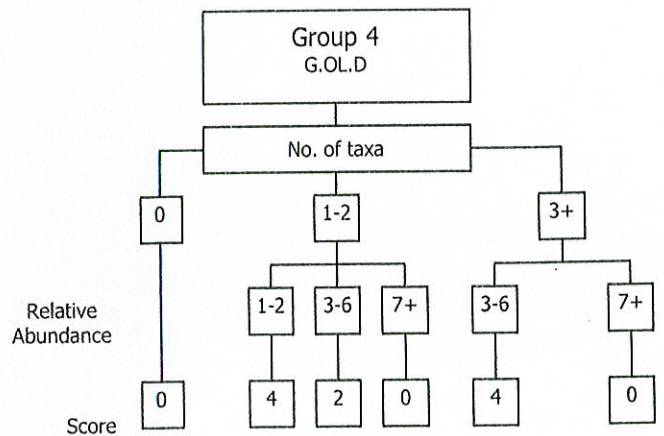 Group 4
G.OL.D
No. of taxa
0 1-2 3+
Relative
Abundance
1-2 3-6 7+ 3-6 7+
0 4 2 0 4 0
Score